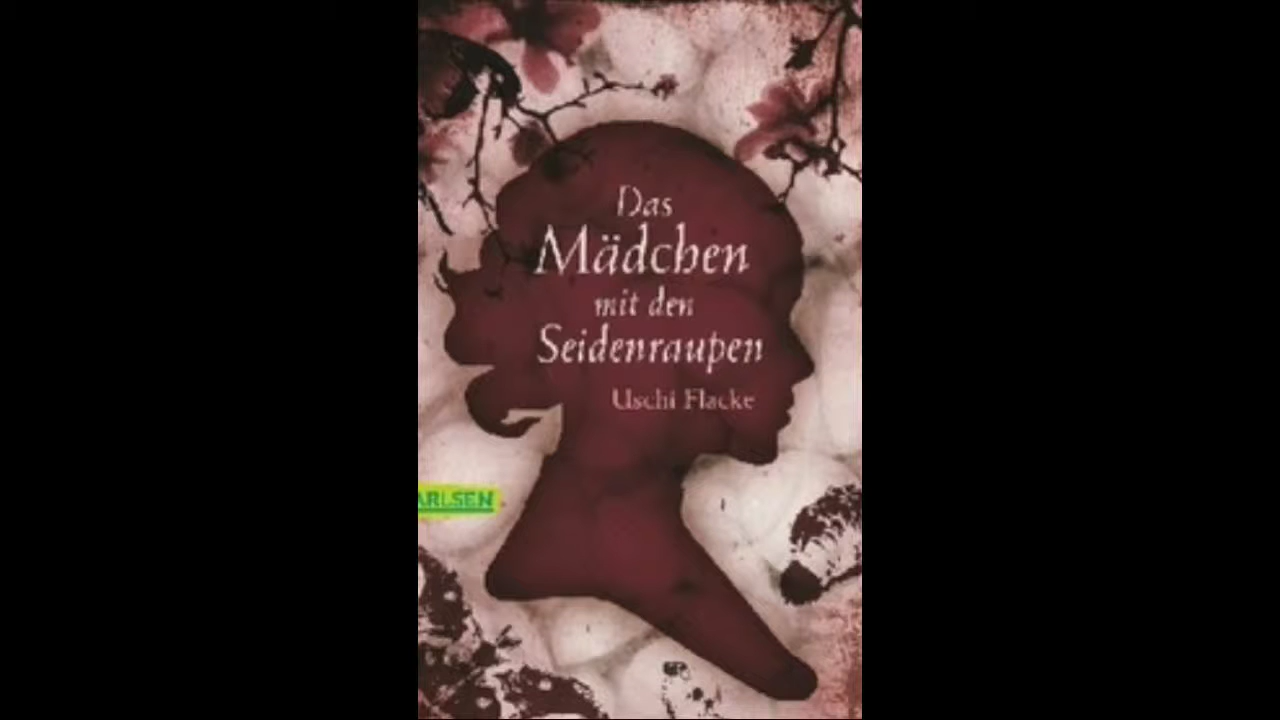 Das
Mädchen
mit den
Seidenraupen
Uschi Flacke
ARLSEN